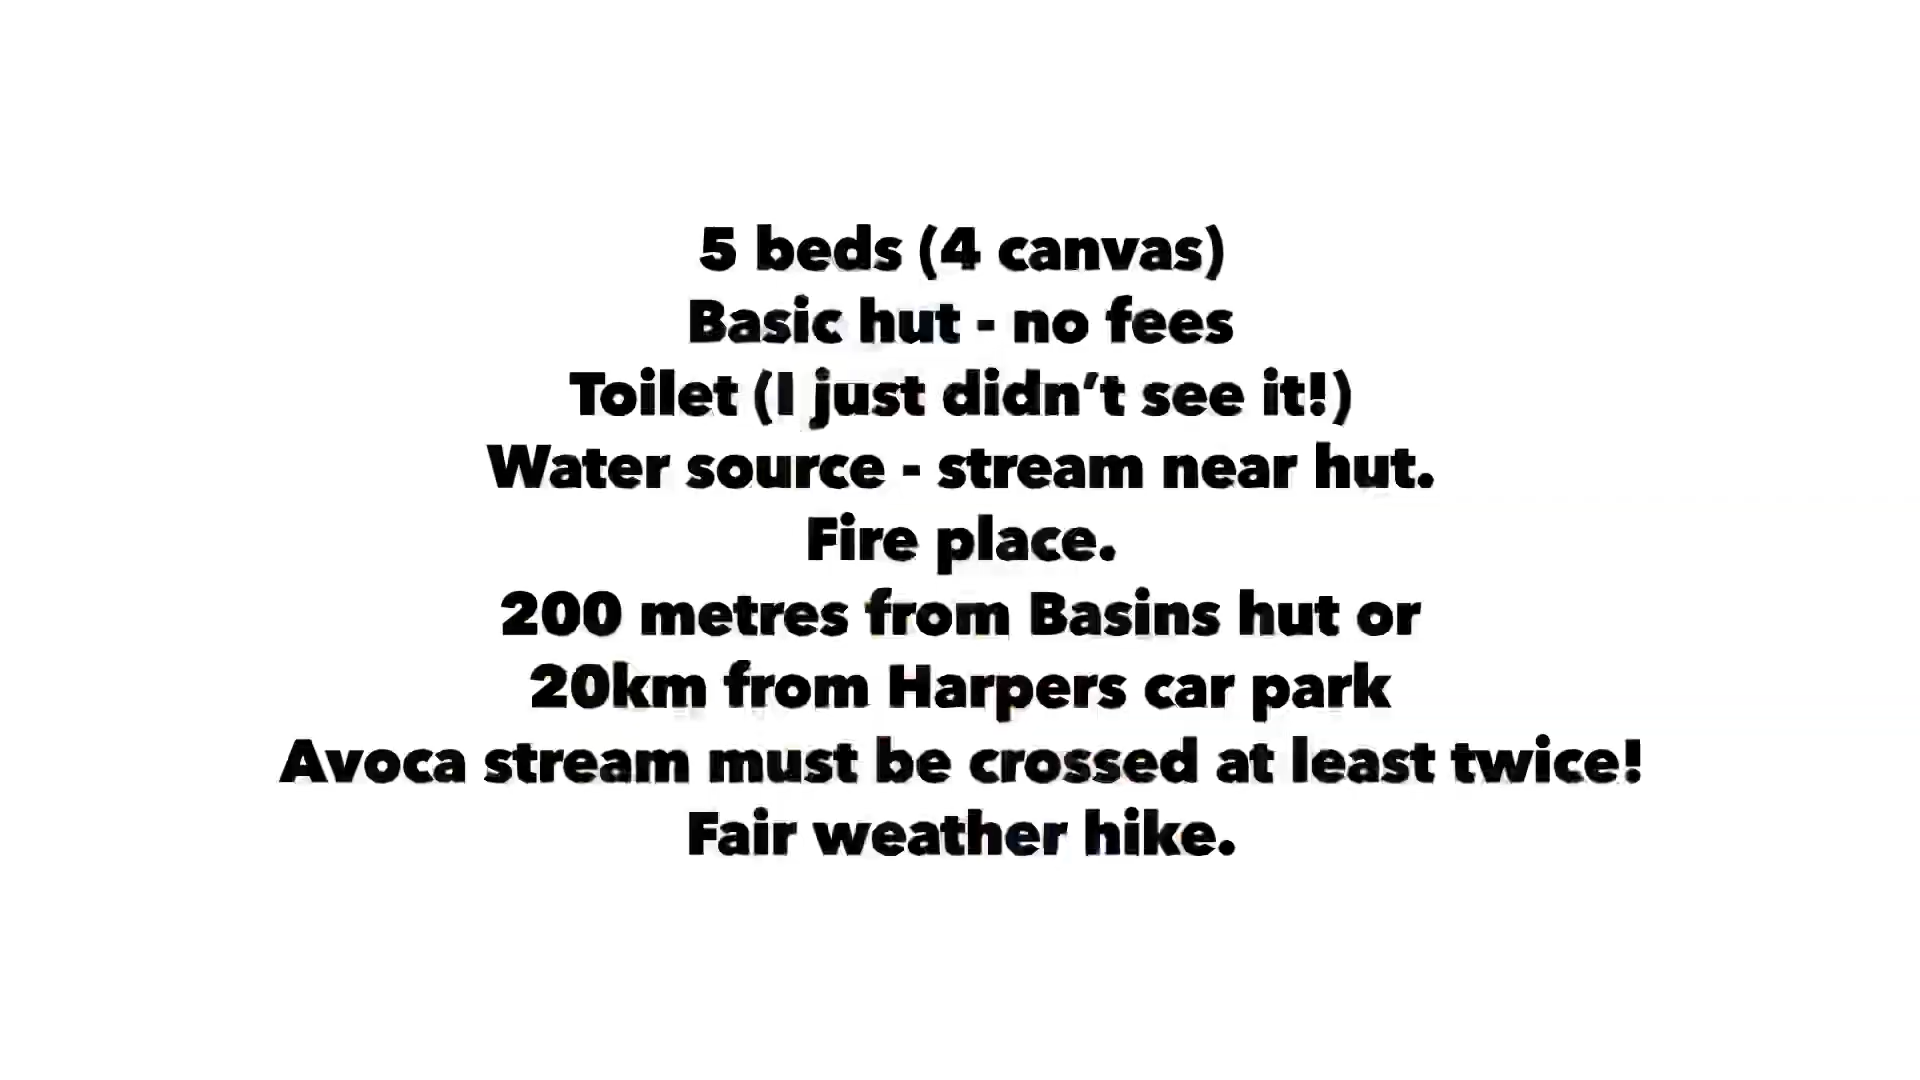 5 beds (4 canvas)
Basic hut - no fees
Toilet (I just didn’t see it!)
Water source - stream near hut.
Fire place.
200 metres from Basins hut or
20km from Harpers car park
Avoca stream must be crossed at least twice!
Fair weather hike.